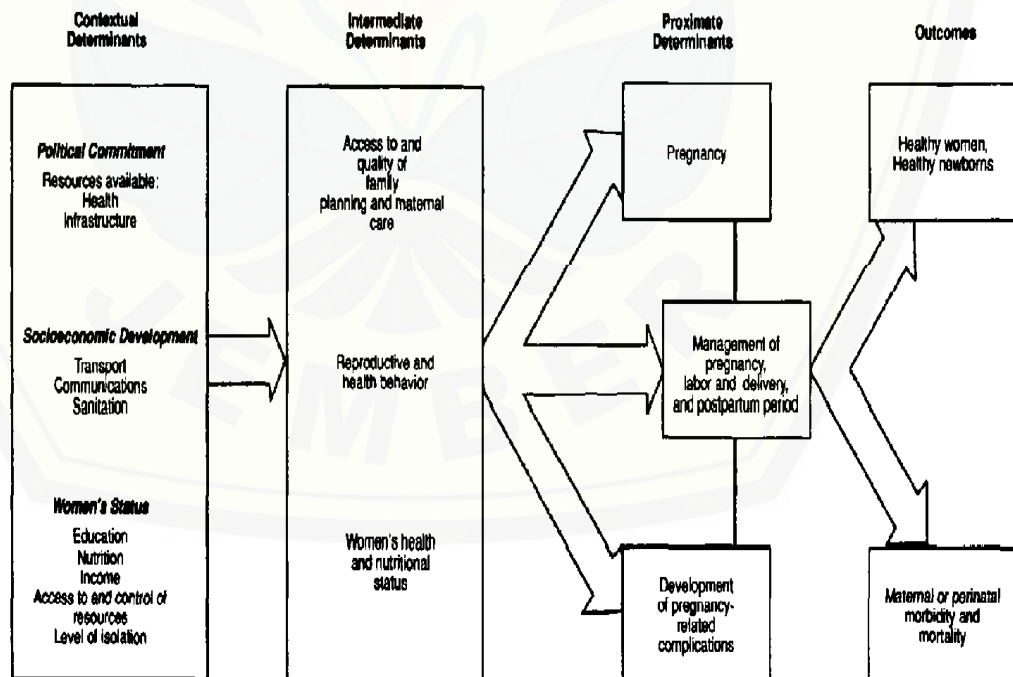 Contextual
Determinants
Intermediate
Determinants
Proximate
Determinants
Outcomes
Political Commitment
Resources available:
Health
Infrastructure
Socioeconomic Development
Transport
Communications
Sanitation
Women's Status
Education
Nutrition
Income
Access to and control of
resources
Level of isolation
Access to and
quality of
family
planning and maternal
care
Reproductive and
health behavior
Women's health
and nutritional
status
Pregnancy
Management of
pregnancy,
labor and delivery,
and postpartum period
Development
of pregnancy-
related
complications
Healthy women,
Healthy newborns
Maternal or perinatal
morbidity and
mortality
JEMBER